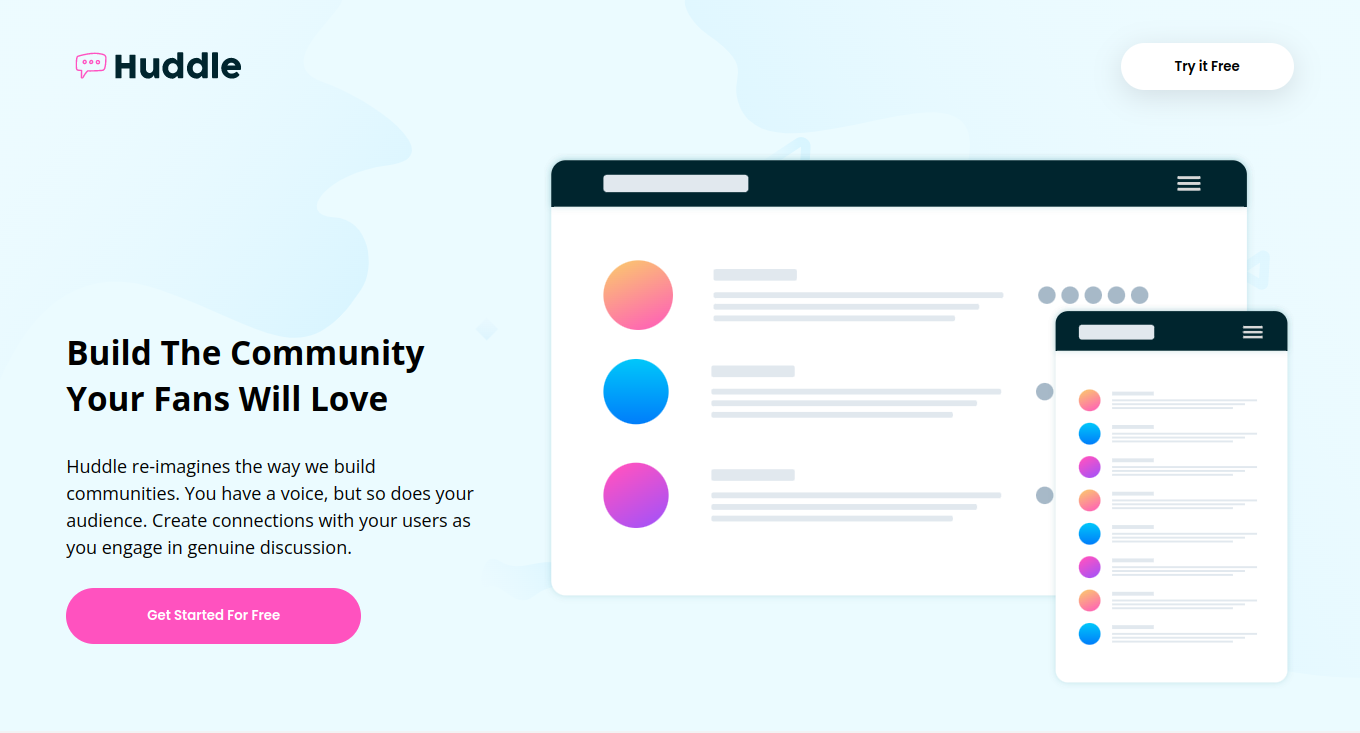 Huddle
Try it Free
Build The Community
Your Fans Will Love
Huddle re-imagines the way we build
communities. You have a voice, but so does your
audience. Create connections with your users as
you engage in genuine discussion.
Get Started For Free